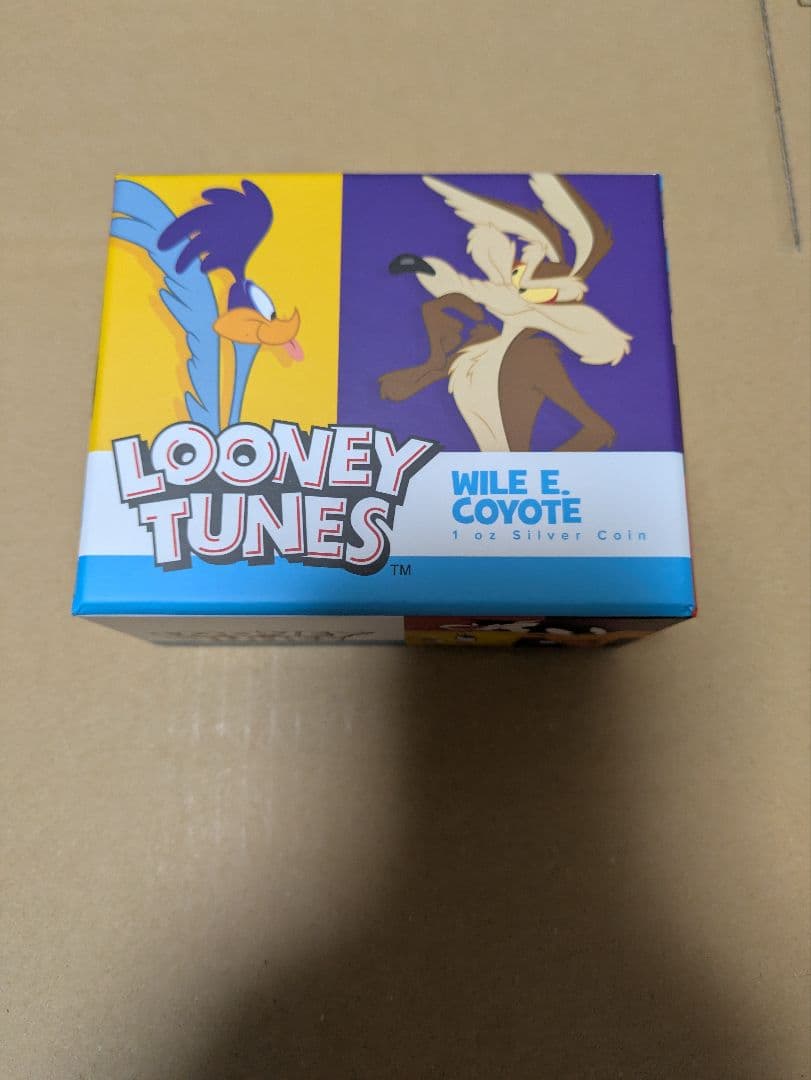 LOONEY
TUNES
TM
WILE E.
COYOTE
1 oz Silver Coin